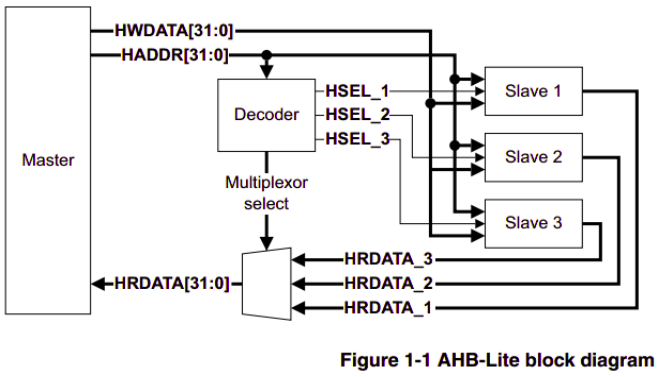 HWDATA[31:0]
HADDR[31:0]
Master
Decoder
HSEL_1
HSEL_2
HSEL_3
Slave 1
Slave 2
Slave 3
Multiplexor
select
HRDATA_3
HRDATA[31:0]
HRDATA_2
HRDATA_1
Figure 1-1 AHB-Lite block diagram